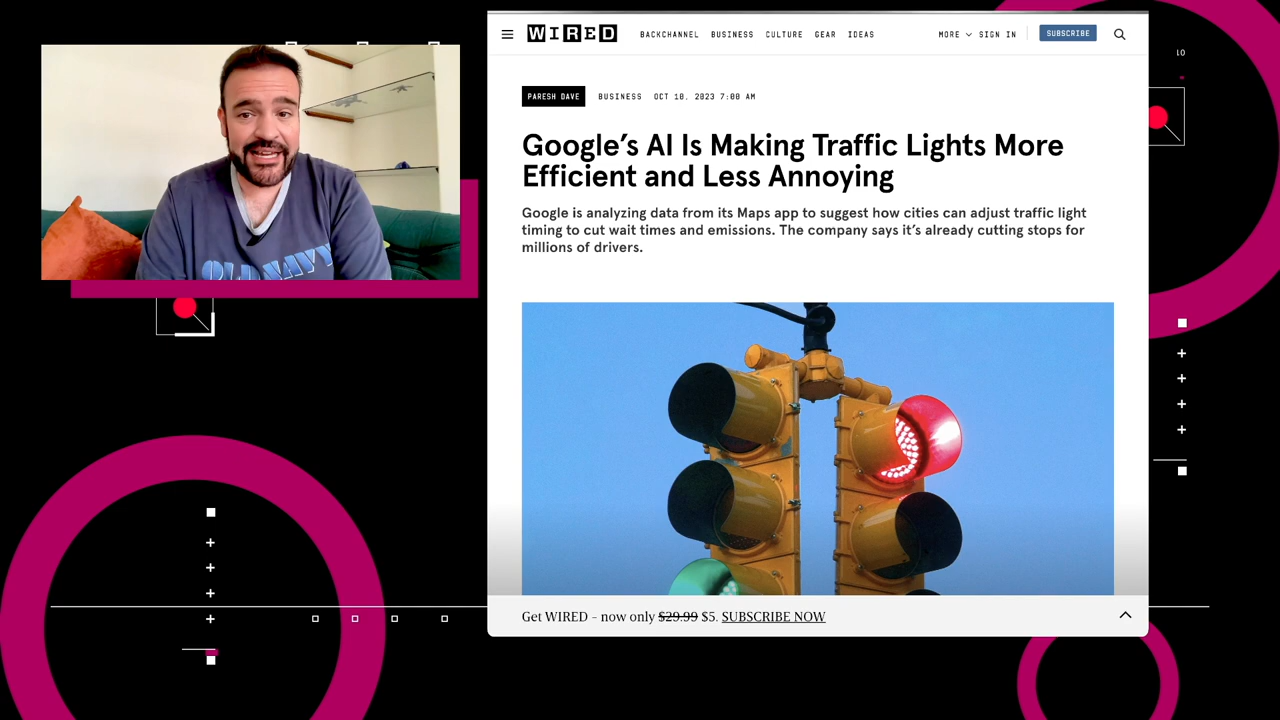 OLD NAVY
WIRED
BACKCHANNEL BUSINESS CULTURE GEAR IDEAS
MORE SIGN IN SUBSCRIBE
PARESH DAVE BUSINESS OCT 10, 2023 7:00 AM
Google’s AI Is Making Traffic Lights More
Efficient and Less Annoying
Google is analyzing data from its Maps app to suggest how cities can adjust traffic light
timing to cut wait times and emissions. The company says it’s already cutting stops for
millions of drivers.
Get WIRED - now only $29.99 $5. SUBSCRIBE NOW